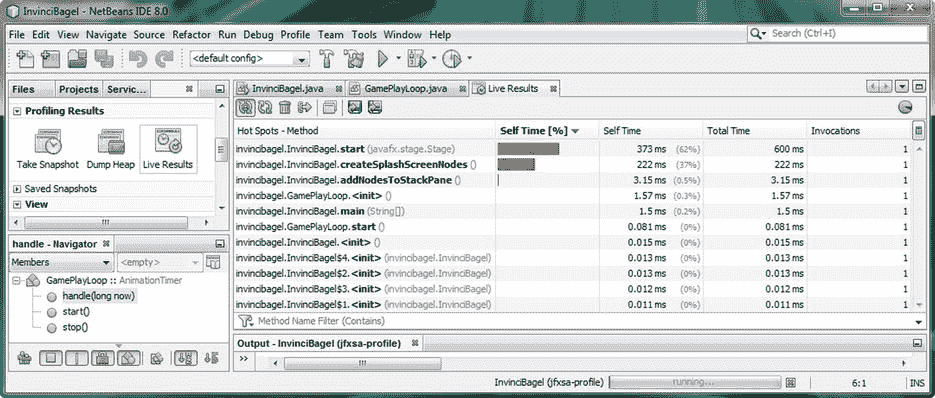 InvinciBagel - NetBeans IDE 8.0
File Edit View Navigate Source Refactor Run Debug Profile Team Tools Window Help
Search (Ctrl+I)
<default config>
Files Projects Servic...
InvinciBagel.java GamePlayLoop.java Live Results
Profiling Results
Take Snapshot Dump Heap Live Results
Saved Snapshots
View
Hot Spots - Method Self Time [%] Self Time Total Time Invocations
invincibagel.InvinciBagel.start (javafx.stage.Stage) 373 ms (62%) 600 ms 1
invincibagel.InvinciBagel.createSplashScreenNodes () 222 ms (37%) 222 ms 1
invincibagel.InvinciBagel.addNodesToStackPane () 3.15 ms (0.5%) 3.15 ms 1
invincibagel.GamePlayLoop.<init> () 1.57 ms (0.3%) 1.57 ms 1
invincibagel.InvinciBagel.main (String[]) 1.5 ms (0.2%) 1.5 ms 1
invincibagel.GamePlayLoop.start () 0.081 ms (0%) 0.081 ms 1
invincibagel.InvinciBagel.<init> () 0.015 ms (0%) 0.015 ms 1
invincibagel.InvinciBagel$4.<init> (invincibagel.InvinciBagel) 0.013 ms (0%) 0.013 ms 1
invincibagel.InvinciBagel$2.<init> (invincibagel.InvinciBagel) 0.013 ms (0%) 0.013 ms 1
invincibagel.InvinciBagel$3.<init> (invincibagel.InvinciBagel) 0.012 ms (0%) 0.012 ms 1
invincibagel.InvinciBagel$1.<init> (invincibagel.InvinciBagel) 0.011 ms (0%) 0.011 ms 1
Method Name Filter (Contains)
handle - Navigator
Members <empty>
GamePlayLoop :: AnimationTimer
handle(long now)
start()
stop()
Output - InvinciBagel (jfxsa-profile)
>>
InvinciBagel (jfxsa-profile) running... 6:1 INS